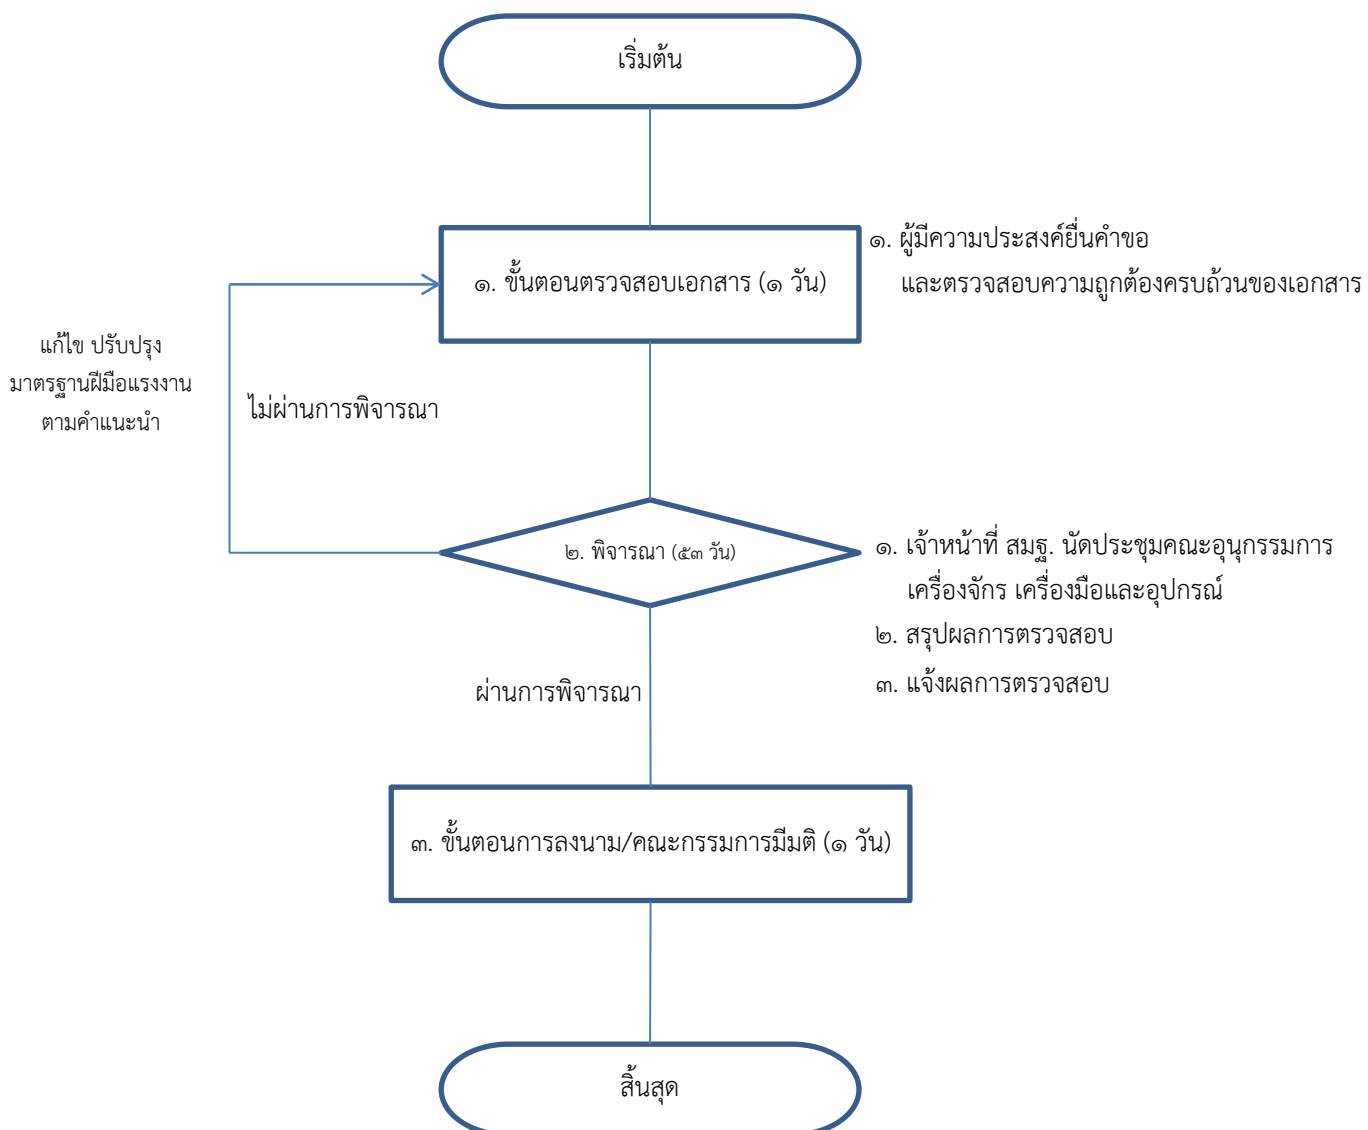 เริ่มต้น
๑. ขั้นตอนตรวจสอบเอกสาร (๑ วัน)
๑. ผู้มีความประสงค์ยื่นคำขอ
และตรวจสอบความถูกต้องครบถ้วนของเอกสาร
แก้ไข ปรับปรุง
มาตรฐานฝีมือแรงงาน
ตามคำแนะนำ
ไม่ผ่านการพิจารณา
๒. พิจารณา (๕๓ วัน)
๑. เจ้าหน้าที่ สมฐ. นัดประชุมคณะอนุกรรมการ
เครื่องจักร เครื่องมือและอุปกรณ์
๒. สรุปผลการตรวจสอบ
๓. แจ้งผลการตรวจสอบ
ผ่านการพิจารณา
๓. ขั้นตอนการลงนาม/คณะกรรมการมีมติ (๑ วัน)
สิ้นสุด